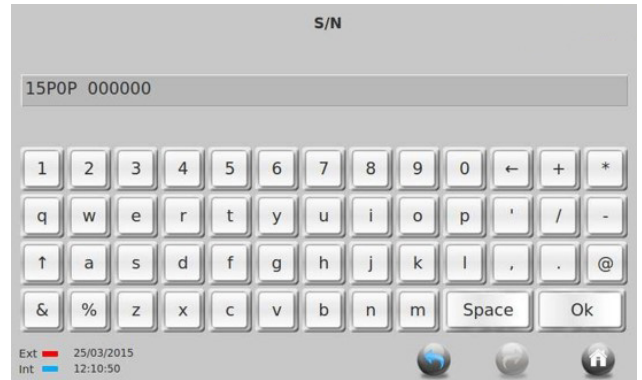 S/N
15P0P 000000
1 2 3 4 5 6 7 8 9 0 ← + *
q w e r t y u i o p ' / -
↑ a s d f g h j k l , . @
& % z x c v b n m Space Ok
Ext 25/03/2015
Int 12:10:50